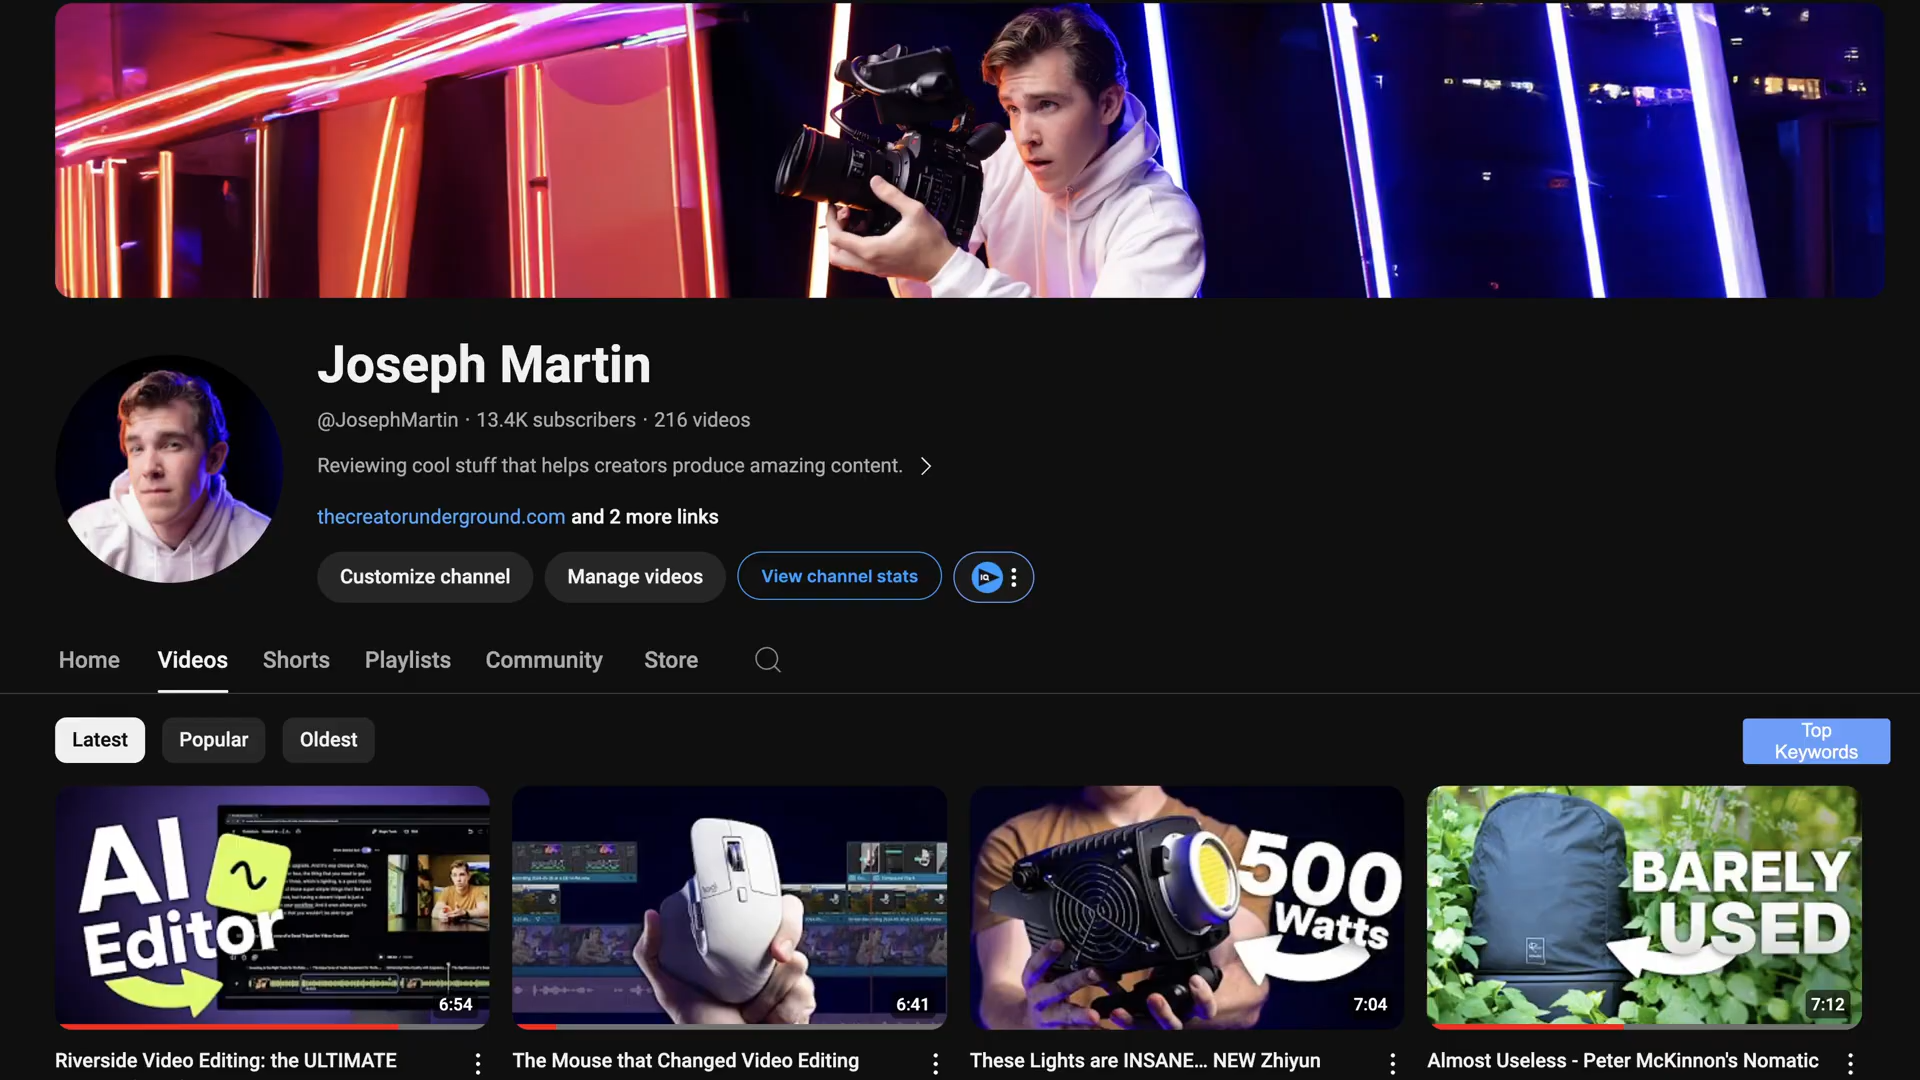 Joseph Martin
@JosephMartin · 13.4K subscribers · 216 videos
Reviewing cool stuff that helps creators produce amazing content.
thecreatorunderground.com and 2 more links
Customize channel
Manage videos
View channel stats
IQ
Home
Videos
Shorts
Playlists
Community
Store
Latest
Popular
Oldest
Top
Keywords
AI
Editor
6:54
logi
6:41
500
Watts
7:04
BARELY
USED
7:12
Riverside Video Editing: the ULTIMATE
The Mouse that Changed Video Editing
These Lights are INSANE... NEW Zhiyun
Almost Useless - Peter McKinnon's Nomatic